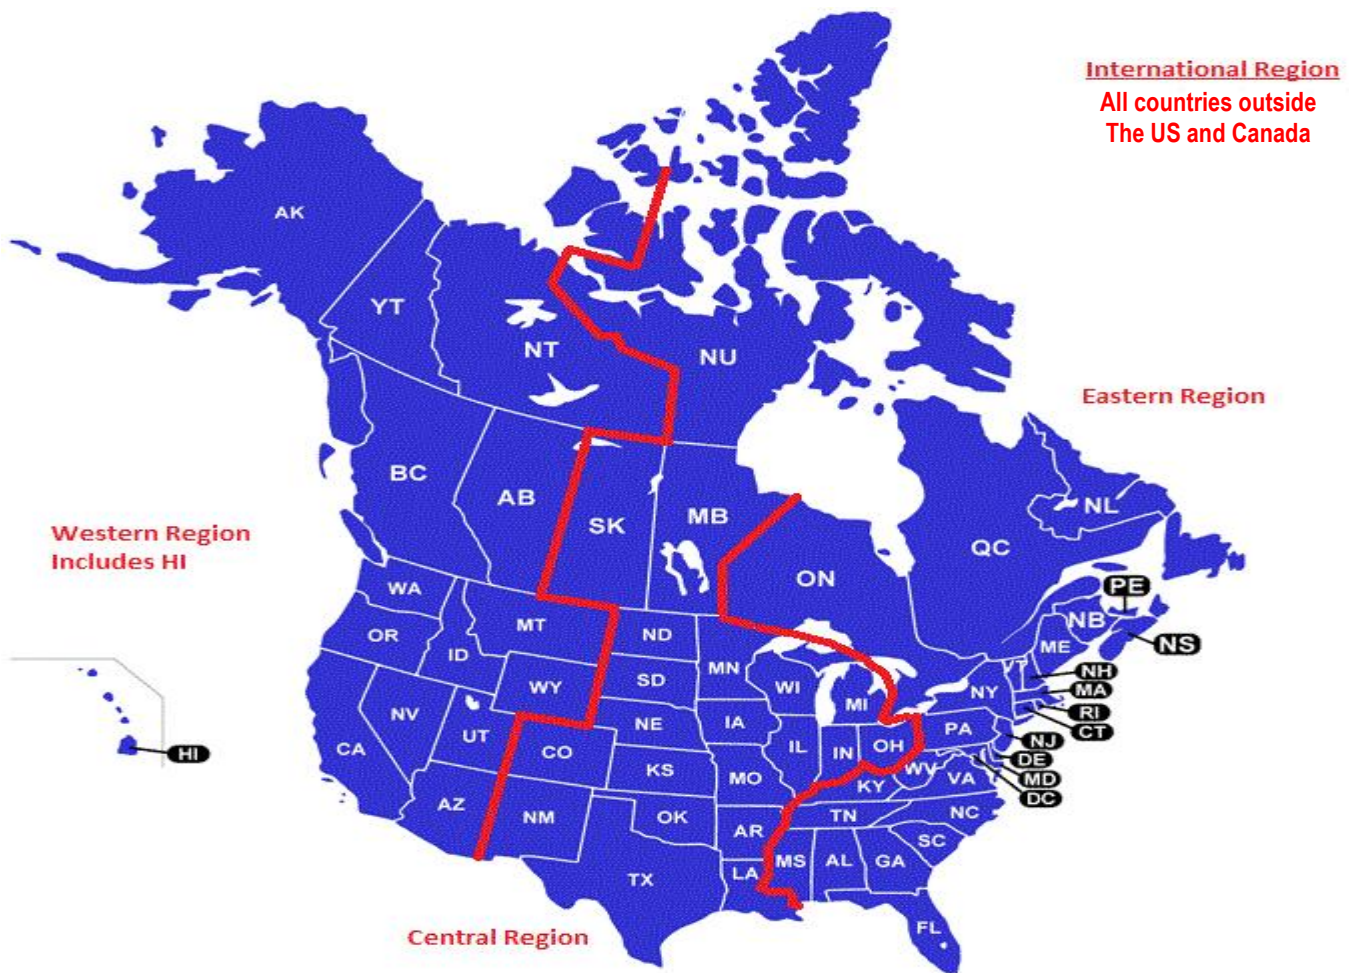 International Region
All countries outside
The US and Canada
AK
YT
NT
NU
Eastern Region
BC
AB
SK
MB
ON
QC
NL
Western Region
Includes HI
PE
NB
NS
WA
OR
ID
MT
ND
MN
ME
VT
NH
SD
WY
WI
MI
NY
MA
RI
CT
NV
UT
CO
NE
IA
IL
IN
OH
PA
NJ
HI
CA
KS
MO
WV
VA
DE
MD
DC
KY
AZ
NM
OK
AR
TN
NC
SC
TX
LA
MS
AL
GA
FL
Central Region